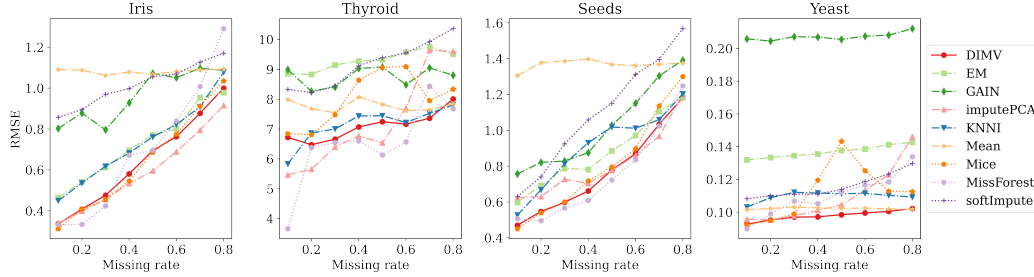 Iris
Thyroid
Seeds
Yeast
RMSE
0.4
0.6
0.8
1.0
1.2
0.2
0.4
0.6
0.8
Missing rate
4
5
6
7
8
9
10
0.2
0.4
0.6
0.8
Missing rate
0.4
0.6
0.8
1.0
1.2
1.4
1.6
0.2
0.4
0.6
0.8
Missing rate
0.10
0.12
0.14
0.16
0.18
0.20
0.2
0.4
0.6
0.8
Missing rate
DIMV
EM
GAIN
imputePCA
KNNI
Mean
Mice
MissForest
softImpute